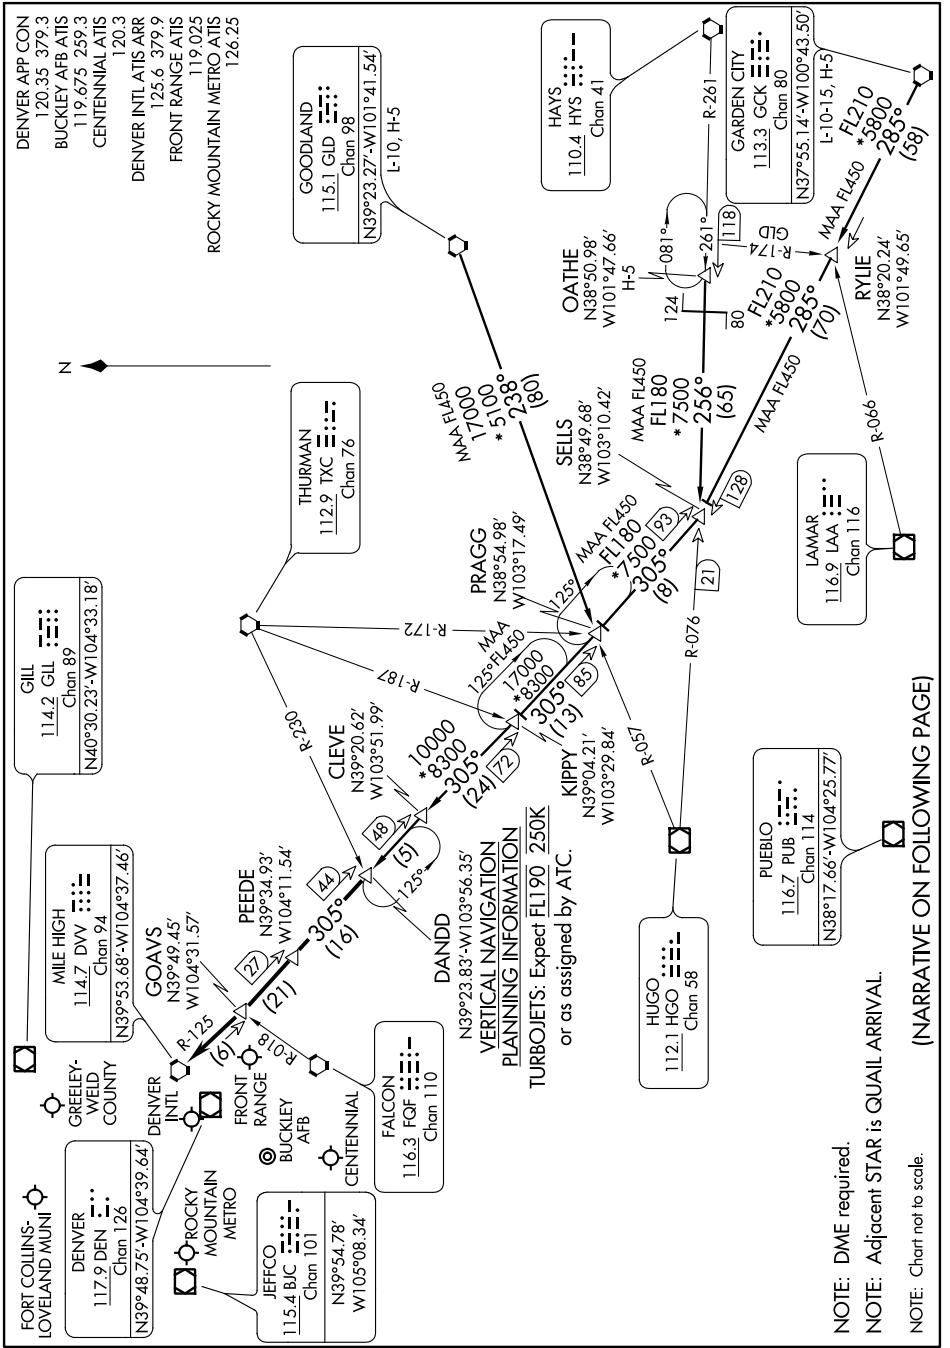 DENVER APP CON
120.35 379.3
BUCKLEY AFB ATIS
119.675 259.3
CENTENNIAL ATIS
120.3
DENVER INTL ATIS ARR
125.6 379.9
FRONT RANGE ATIS
119.025
ROCKY MOUNTAIN METRO ATIS
126.25
FORT COLLINS-
LOVELAND MUNI
GREELEY-
WELD
COUNTY
GILL
114.2 GLL
Chan 89
N40°30.23'-W104°33.18'
DENVER
117.9 DEN
Chan 126
N39°48.75'-W104°39.64'
MILE HIGH
114.7 DVV
Chan 94
N39°53.68'-W104°37.46'
THURMAN
112.9 TXC
Chan 76
N
GOODLAND
115.1 GLD
Chan 98
N39°23.27'-W101°41.54'
L-10, H-5
DENVER
INTL
ROCKY
MOUNTAIN
METRO
FRONT
RANGE
BUCKLEY
AFB
CENTENNIAL
JEFFCO
115.4 BJC
Chan 101
N39°54.78'
W105°08.34'
FALCON
116.3 FQF
Chan 110
R-018
R-125
(6)
GOAVS
N39°49.45'
W104°31.57'
(21)
27
PEEDE
N39°34.93'
W104°11.54'
305°
(16)
44
R-230
DANDD
N39°23.83'-W103°56.35'
125°
(5)
48
CLEVE
N39°20.62'
W103°51.99'
10000
*8300
305°
(24)
72
R-187
R-172
KIPPY
N39°04.21'
W103°29.84'
125°
MAA
FL450
17000
*8300
305°
(13)
85
PRAGG
N38°54.98'
W103°17.49'
125°
MAA FL450
17000
*5100
238°
(80)
MAA FL450
FL180
*7500
305°
(8)
93
SELLS
N38°49.68'
W103°10.42'
128
MAA FL450
FL180
*7500
256°
(65)
OATHE
N38°50.98'
W101°47.66'
H-5
124
80
081°
261°
118
R-261
HAYS
110.4 HYS
Chan 41
GARDEN CITY
113.3 GCK
Chan 80
N37°55.14'-W100°43.50'
L-10-15, H-5
FL210
*5800
285°
(58)
MAA FL450
R-174
GLD
RYLIE
N38°20.24'
W101°49.65'
FL210
*5800
285°
(70)
MAA FL450
R-066
LAMAR
116.9 LAA
Chan 116
R-057
R-076
21
HUGO
112.1 HGO
Chan 58
PUEBLO
116.7 PUB
Chan 114
N38°17.66'-W104°25.77'
VERTICAL NAVIGATION
PLANNING INFORMATION
TURBOJETS: Expect FL190 250K
or as assigned by ATC.
NOTE: DME required.
NOTE: Adjacent STAR is QUAIL ARRIVAL.
NOTE: Chart not to scale.
(NARRATIVE ON FOLLOWING PAGE)